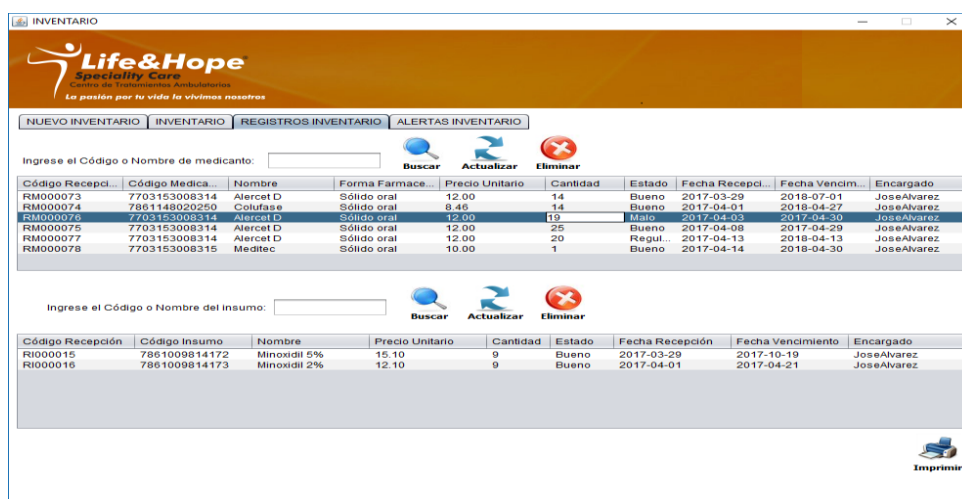 INVENTARIO
Life&Hope
Speciality Care
Centro de Tratamientos Ambulatorios
La pasión por tu vida la vivimos nosotros
NUEVO INVENTARIO INVENTARIO REGISTROS INVENTARIO ALERTAS INVENTARIO
Ingrese el Código o Nombre de medicanto: Buscar Actualizar Eliminar
Código Recepci... Código Medica... Nombre Forma Farmace... Precio Unitario Cantidad Estado Fecha Recepci... Fecha Vencim... Encargado
RM000073 7703153008314 Alercet D Sólido oral 12.00 14 Bueno 2017-03-29 2018-07-01 JoseAlvarez
RM000074 7861148020250 Colufase Sólido oral 8.46 14 Bueno 2017-04-01 2018-04-27 JoseAlvarez
RM000076 7703153008314 Alercet D Sólido oral 12.00 19 Malo 2017-04-03 2017-04-30 JoseAlvarez
RM000075 7703153008314 Alercet D Sólido oral 12.00 25 Bueno 2017-04-08 2017-04-29 JoseAlvarez
RM000077 7703153008314 Alercet D Sólido oral 12.00 20 Regul... 2017-04-13 2018-04-13 JoseAlvarez
RM000078 7703153008315 Meditec Sólido oral 10.00 1 Bueno 2017-04-14 2018-04-30 JoseAlvarez
Ingrese el Código o Nombre del insumo: Buscar Actualizar Eliminar
Código Recepción Código Insumo Nombre Precio Unitario Cantidad Estado Fecha Recepción Fecha Vencimiento Encargado
RI000015 7861009814172 Minoxidil 5% 15.10 9 Bueno 2017-03-29 2017-10-19 JoseAlvarez
RI000016 7861009814173 Minoxidil 2% 12.10 9 Bueno 2017-04-01 2017-04-21 JoseAlvarez
Imprimir